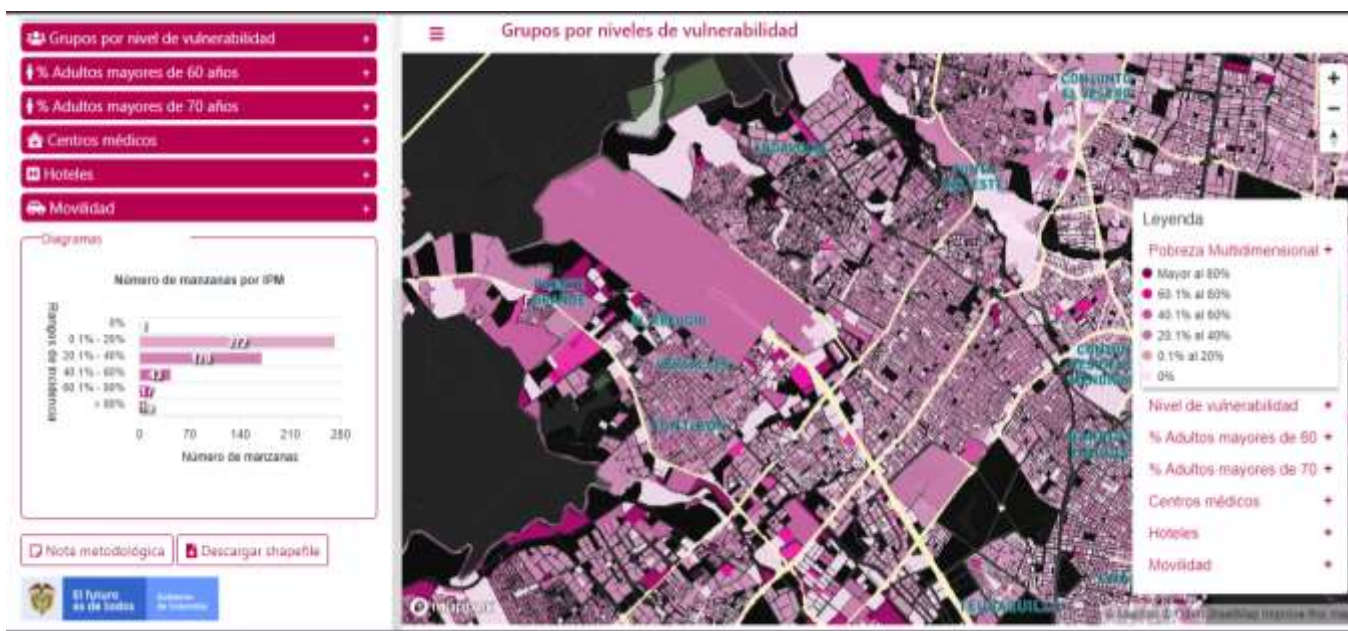 Grupos por nivel de vulnerabilidad +
% Adultos mayores de 60 años +
% Adultos mayores de 70 años +
Centros médicos +
Hoteles +
Movilidad +
Diagramas
Número de manzanas por IPM
Rangos de incidencia
0%
0.1% - 20%
272
20.1% - 40%
40.1% - 60%
60.1% - 80%
> 80%
0 70 140 210 280
Número de manzanas
Nota metodológica
Descargar shapefile
El futuro es de todos
Gobierno de Colombia
Grupos por niveles de vulnerabilidad
CONJUNTO
FONTIBON
TEUSAQUILLO
mapbox
Leyenda
Pobreza Multidimensional +
Mayor al 80%
60.1% al 80%
40.1% al 60%
20.1% al 40%
0.1% al 20%
0%
Nivel de vulnerabilidad +
% Adultos mayores de 60 +
% Adultos mayores de 70 +
Centros médicos +
Hoteles +
Movilidad +